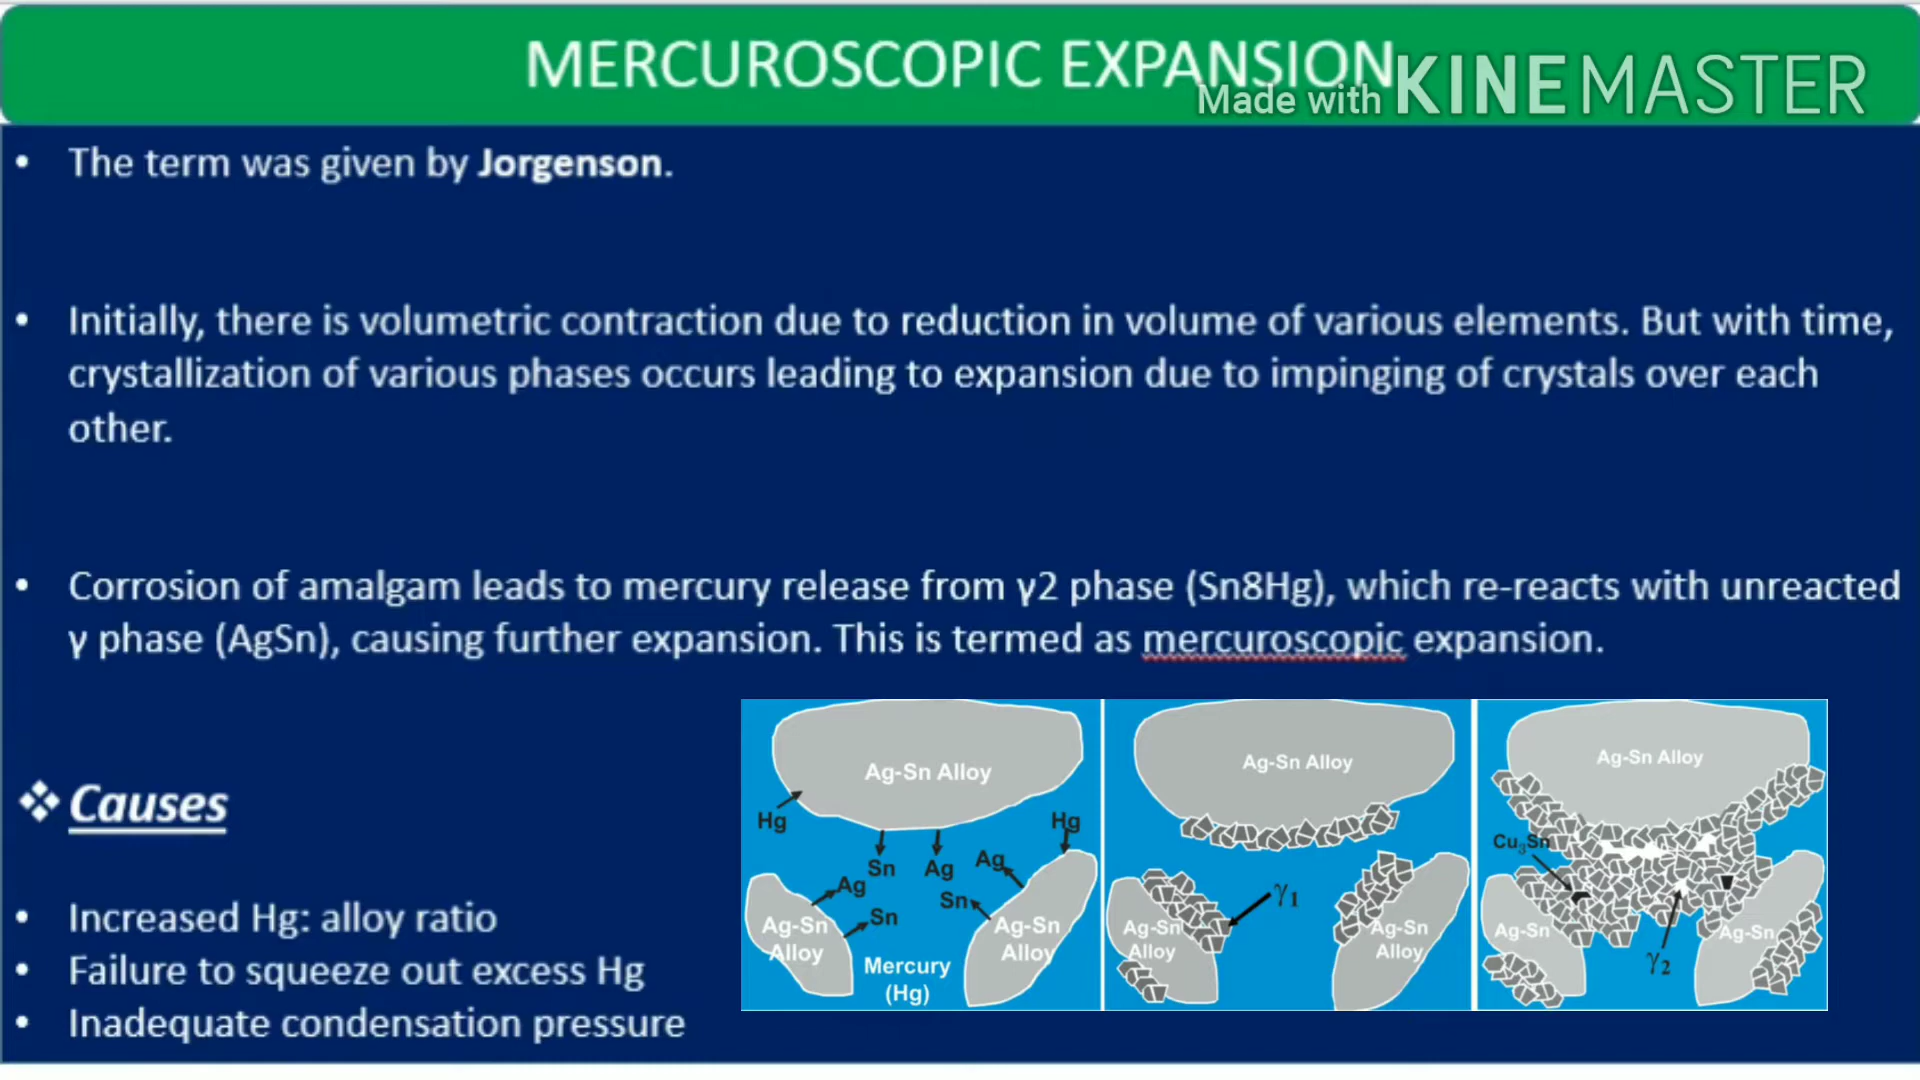 MERCUROSCOPIC EXPANSION
Made with KINEMASTER
• The term was given by Jorgenson.
• Initially, there is volumetric contraction due to reduction in volume of various elements. But with time,
crystallization of various phases occurs leading to expansion due to impinging of crystals over each
other.
• Corrosion of amalgam leads to mercury release from γ2 phase (Sn8Hg), which re-reacts with unreacted
γ phase (AgSn), causing further expansion. This is termed as mercuroscopic expansion.
❖ Causes
• Increased Hg: alloy ratio
• Failure to squeeze out excess Hg
• Inadequate condensation pressure
Ag-Sn Alloy
Hg
Hg
Sn
Ag
Ag
Ag
Sn
Sn
Ag-Sn
Alloy
Ag-Sn
Alloy
Mercury
(Hg)
Ag-Sn Alloy
γ1
Ag-Sn
Alloy
Ag-Sn
Alloy
Ag-Sn Alloy
Cu3Sn
Ag-Sn
Ag-Sn
γ2